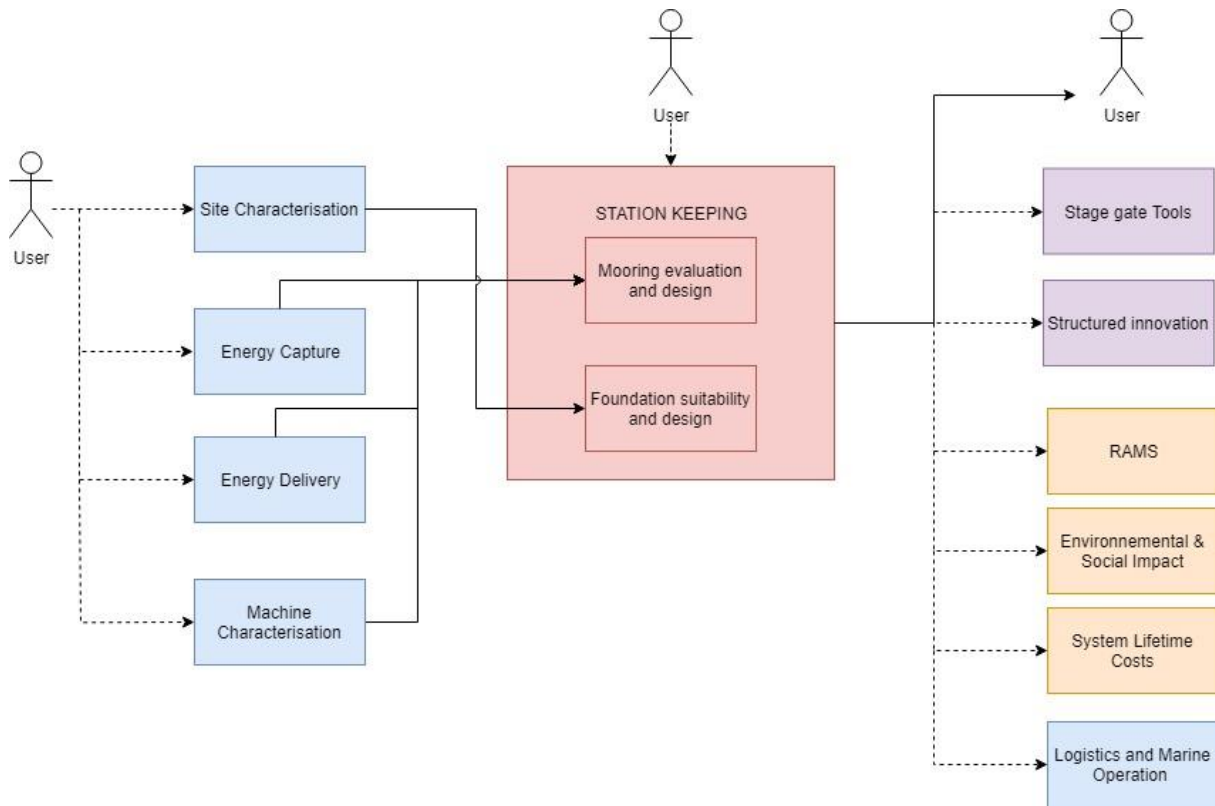 User
User
User
Site Characterisation
Energy Capture
Energy Delivery
Machine
Characterisation
STATION KEEPING
Mooring evaluation
and design
Foundation suitability
and design
Stage gate Tools
Structured innovation
RAMS
Environnemental &
Social Impact
System Lifetime
Costs
Logistics and Marine
Operation